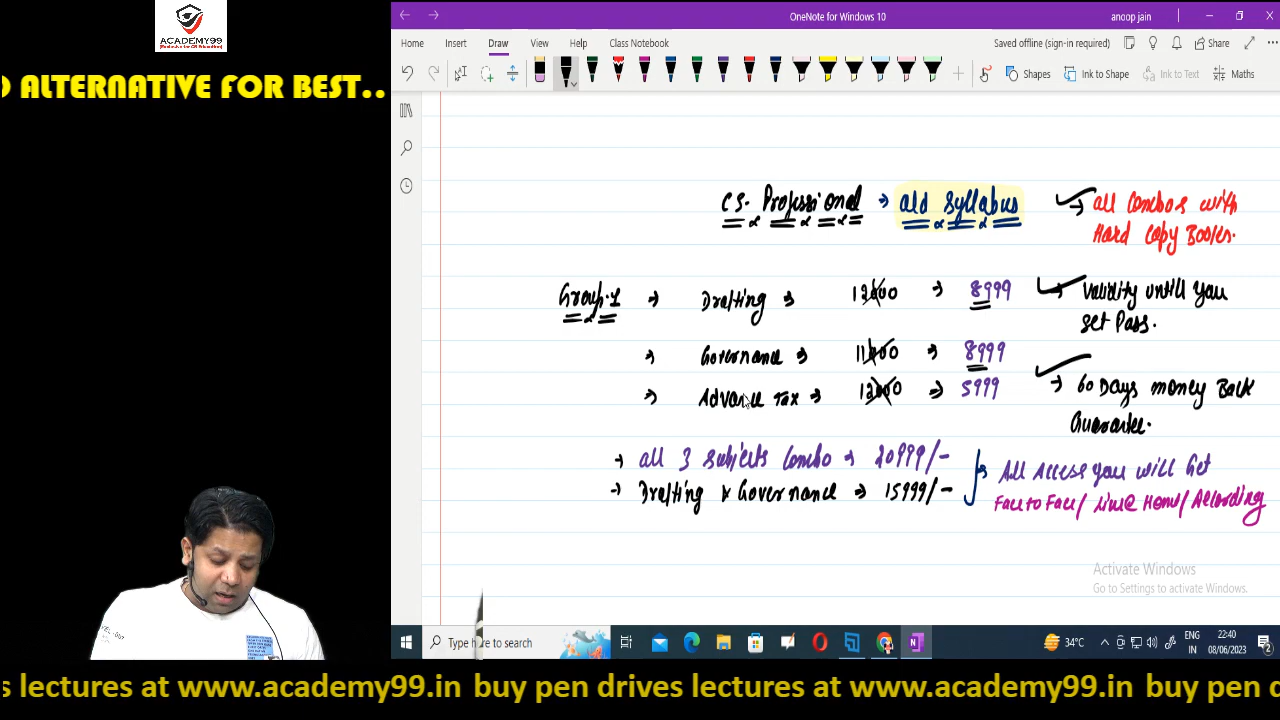 ACADEMY99
ALTERNATIVE FOR BEST..
OneNote for Windows 10
anoop jain
Home Insert Draw View Help Class Notebook
Saved offline (sign-in required)
Share
Shapes Ink to Shape Ink to Text Maths
CS. Professional → old syllabus
→ all Combos with
Hard Copy Books.
Group-1 → Drafting → 12000 → 8999
→ Validity until you
get Pass.
→ Governance → 11000 → 8999
→ Advance Tax → 12000 → 5999
→ 60 Days money Back
Guarantee.
→ all 3 subjects Combo → 20999/-
→ Drafting & Governance → 15999/-
→ All Access you will Get
Face to Face/ Live @ Home/ According
Activate Windows
Go to Settings to activate Windows.
Type here to search
34°C
ENG
IN
22:40
08/06/2023
2
s lectures at www.academy99.in buy pen drives lectures at www.academy99.in buy pen d